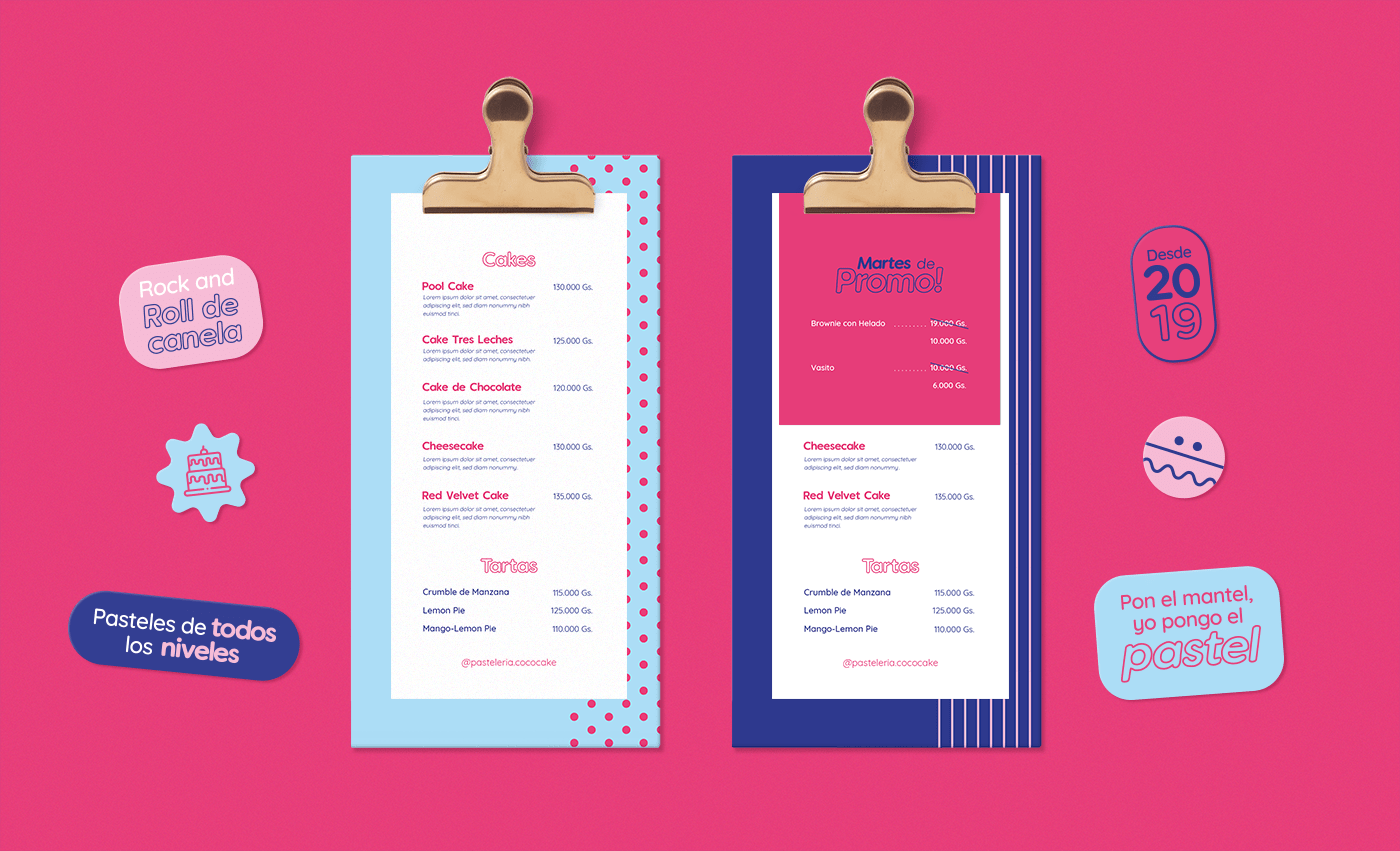 Rock and
Roll de
canela
Pasteles de todos
los niveles
Cakes
Pool Cake 130.000 Gs.
Lorem ipsum dolor sit amet, consectetuer
adipiscing elit, sed diam nonummy nibh
euismod tinci.
Cake Tres Leches 125.000 Gs.
Lorem ipsum dolor sit amet, consectetuer
adipiscing elit, sed diam nonummy nibh.
Cake de Chocolate 120.000 Gs.
Lorem ipsum dolor sit amet, consectetuer
adipiscing elit, sed diam nonummy nibh
euismod tinci.
Cheesecake 130.000 Gs.
Lorem ipsum dolor sit amet, consectetuer
adipiscing elit, sed diam nonummy.
Red Velvet Cake 135.000 Gs.
Lorem ipsum dolor sit amet, consectetuer
adipiscing elit, sed diam nonummy nibh
euismod tinci.
Tartas
Crumble de Manzana 115.000 Gs.
Lemon Pie 125.000 Gs.
Mango-Lemon Pie 110.000 Gs.
@pasteleria.cococake
Martes de
Promo!
Brownie con Helado ........ 19.000 Gs.
10.000 Gs.
Vasito ........ 10.000 Gs.
6.000 Gs.
Cheesecake 130.000 Gs.
Lorem ipsum dolor sit amet, consectetuer
adipiscing elit, sed diam nonummy.
Red Velvet Cake 135.000 Gs.
Lorem ipsum dolor sit amet, consectetuer
adipiscing elit, sed diam nonummy nibh
euismod tinci.
Tartas
Crumble de Manzana 115.000 Gs.
Lemon Pie 125.000 Gs.
Mango-Lemon Pie 110.000 Gs.
@pasteleria.cococake
Desde
20
19
Pon el mantel,
yo pongo el
pastel